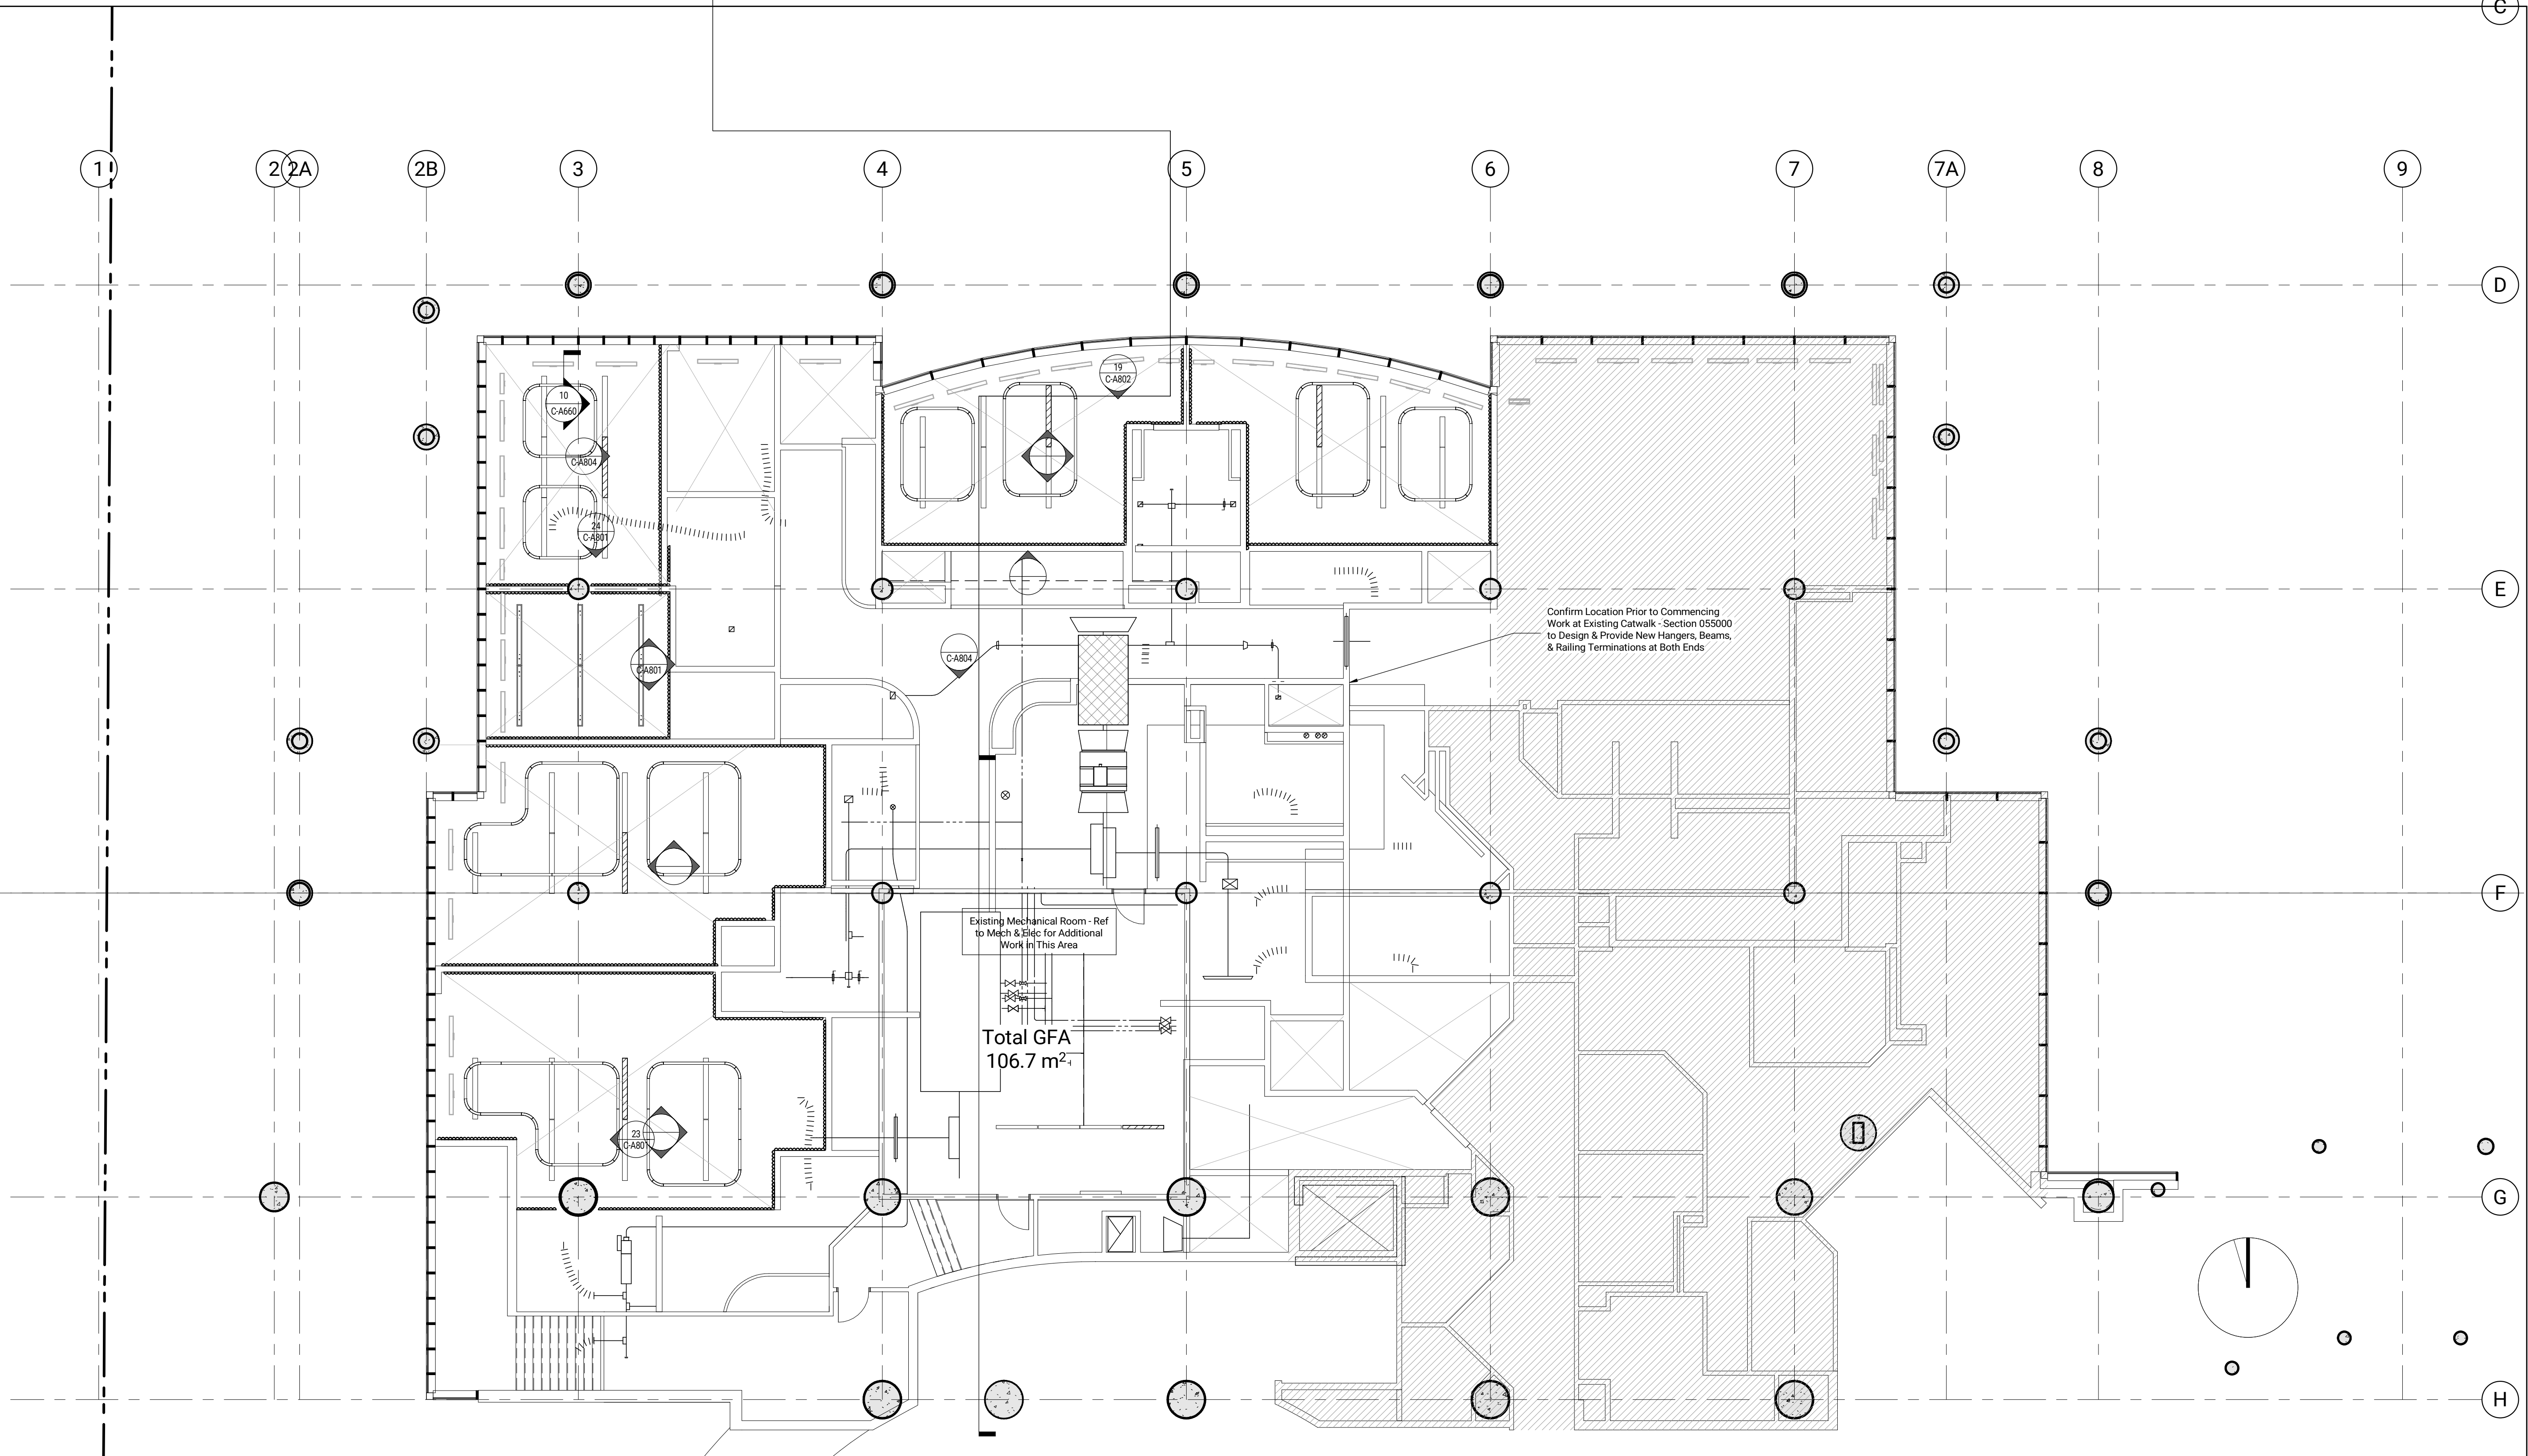 C
1
2
2A
2B
3
4
5
6
7
7A
8
9
D
19
C-A802
10
C-A660
C-A804
24
C-A801
E
Confirm Location Prior to Commencing
Work at Existing Catwalk - Section 055000
to Design & Provide New Hangers, Beams,
& Railing Terminations at Both Ends
C-A804
C-A801
F
Existing Mechanical Room - Ref
to Mech & Elec for Additional
Work in This Area
Total GFA
106.7 m²
23
C-A801
G
H